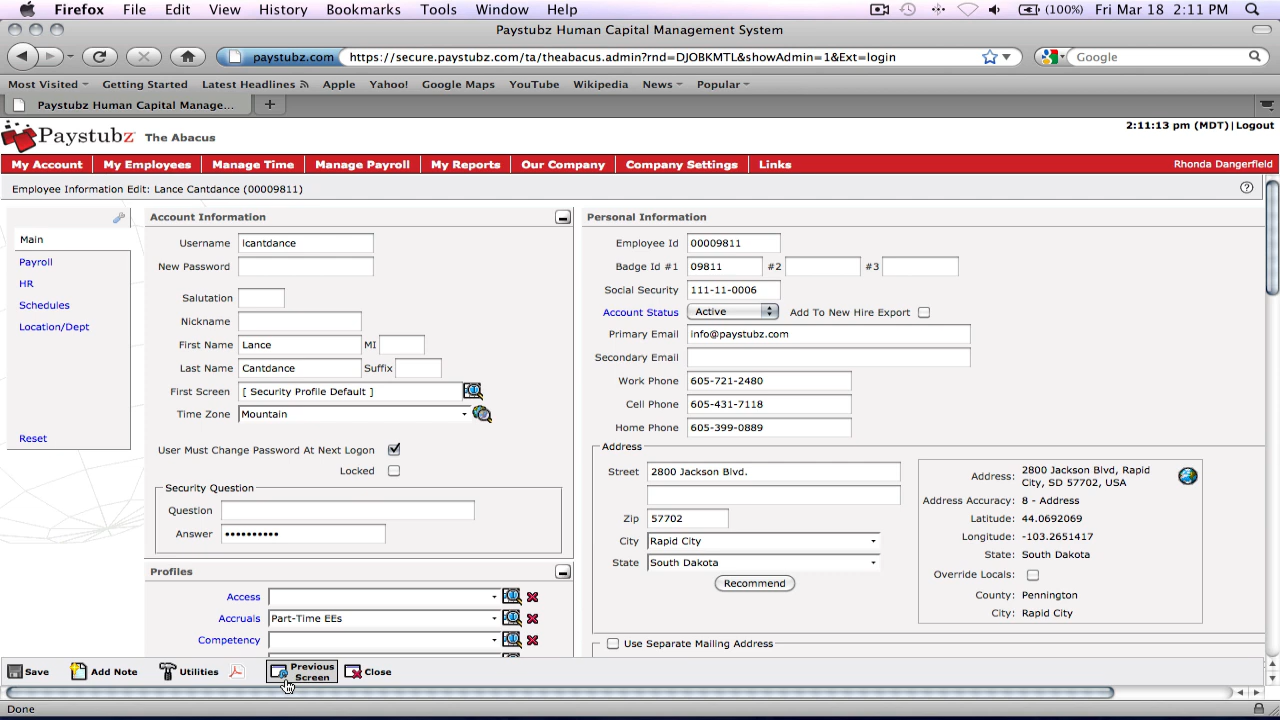 Firefox File Edit View History Bookmarks Tools Window Help (100%) Fri Mar 18 2:11 PM
Paystubz Human Capital Management System
paystubz.com https://secure.paystubz.com/ta/theabacus.admin?rnd=DJOBKMTL&showAdmin=1&Ext=login Google
Most Visited Getting Started Latest Headlines Apple Yahoo! Google Maps YouTube Wikipedia News Popular
Paystubz Human Capital Manage... +
2:11:13 pm (MDT)|Logout
Paystubz The Abacus
My Account My Employees Manage Time Manage Payroll My Reports Our Company Company Settings Links Rhonda Dangerfield
Employee Information Edit: Lance Cantdance (00009811) ?
Main
Payroll
HR
Schedules
Location/Dept
Reset
Account Information
Username lcantdance
New Password
Salutation
Nickname
First Name Lance MI
Last Name Cantdance Suffix
First Screen [ Security Profile Default ]
Time Zone Mountain
User Must Change Password At Next Logon
Locked
Security Question
Question
Answer ••••••••••
Profiles
Access
Accruals Part-Time EEs
Competency
Personal Information
Employee Id 00009811
Badge Id #1 09811 #2 #3
Social Security 111-11-0006
Account Status Active Add To New Hire Export
Primary Email info@paystubz.com
Secondary Email
Work Phone 605-721-2480
Cell Phone 605-431-7118
Home Phone 605-399-0889
Address
Street 2800 Jackson Blvd.
Zip 57702
City Rapid City
State South Dakota
Recommend
Address: 2800 Jackson Blvd, Rapid
City, SD 57702, USA
Address Accuracy: 8 - Address
Latitude: 44.0692069
Longitude: -103.2651417
State: South Dakota
Override Locals:
County: Pennington
City: Rapid City
Use Separate Mailing Address
Save Add Note Utilities Previous
Screen Close
Done